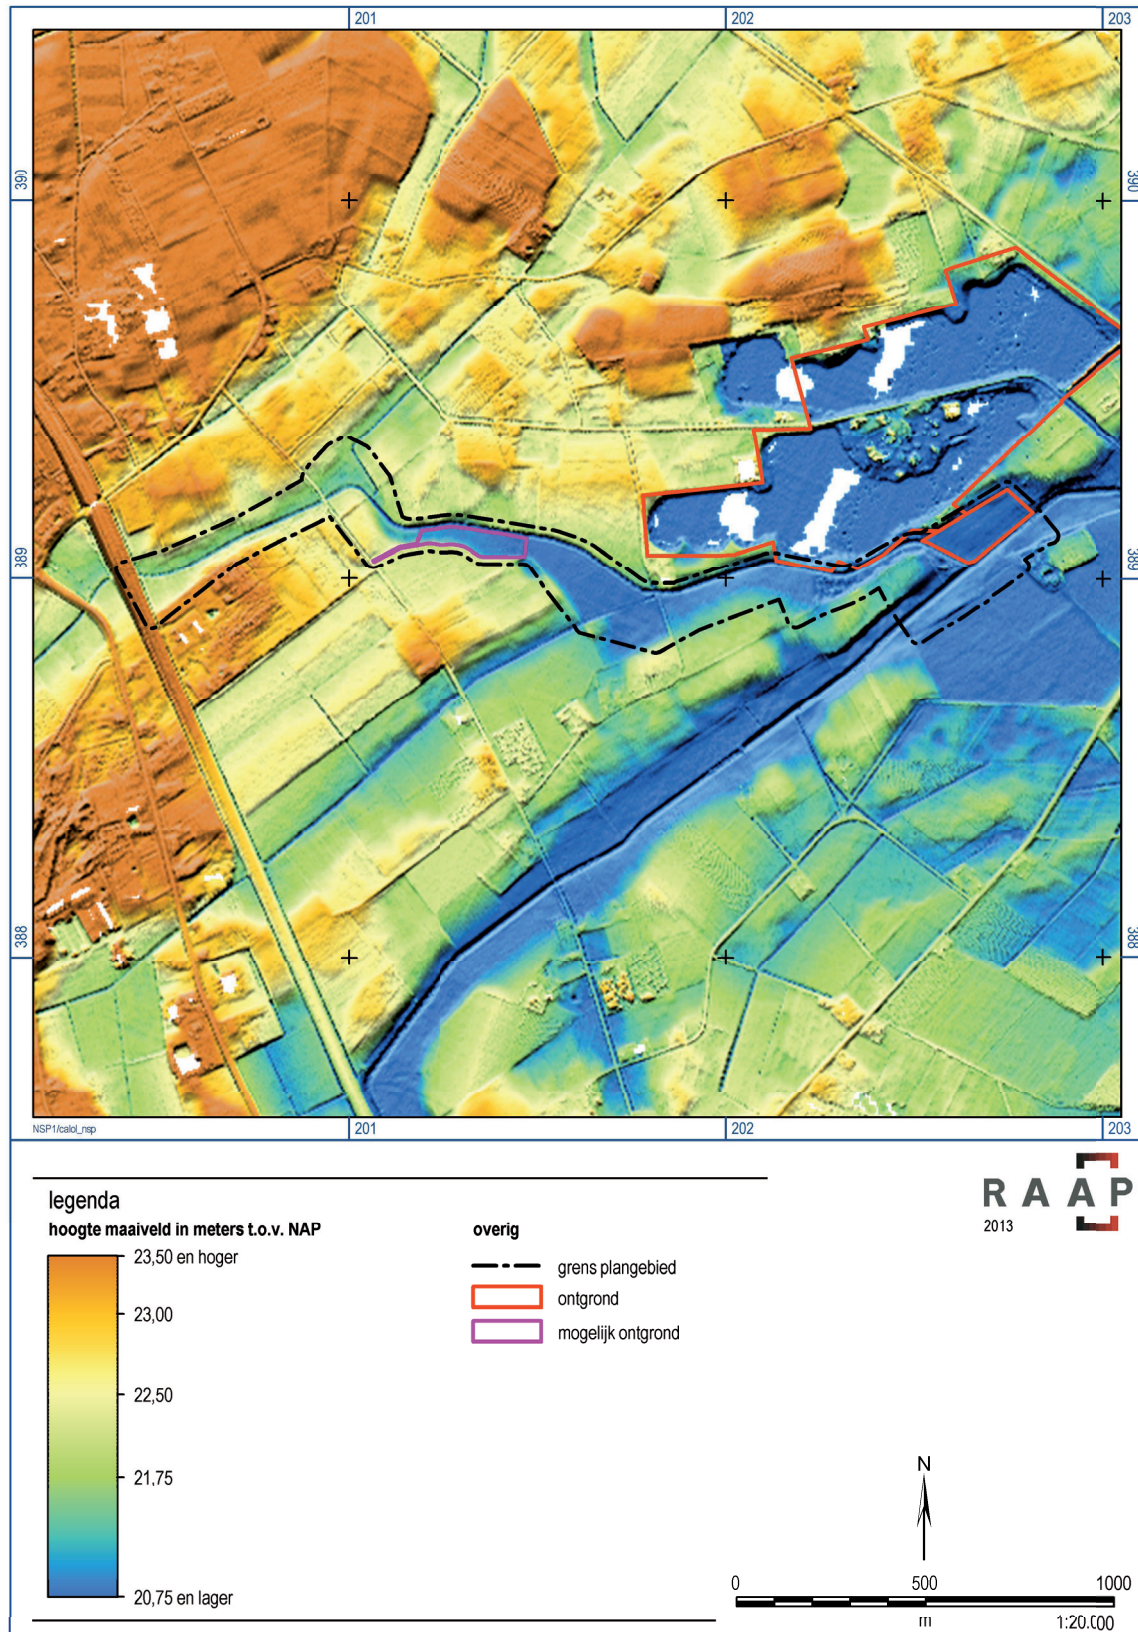 201 202 203
390 390
389 389
388 388
NSP1/calol_nsp
201 202 203
RAAP
2013
legenda
hoogte maaiveld in meters t.o.v. NAP
23,50 en hoger
23,00
22,50
21,75
20,75 en lager
overig
grens plangebied
ontgrond
mogelijk ontgrond
N
0 500 1000
m 1:20.000